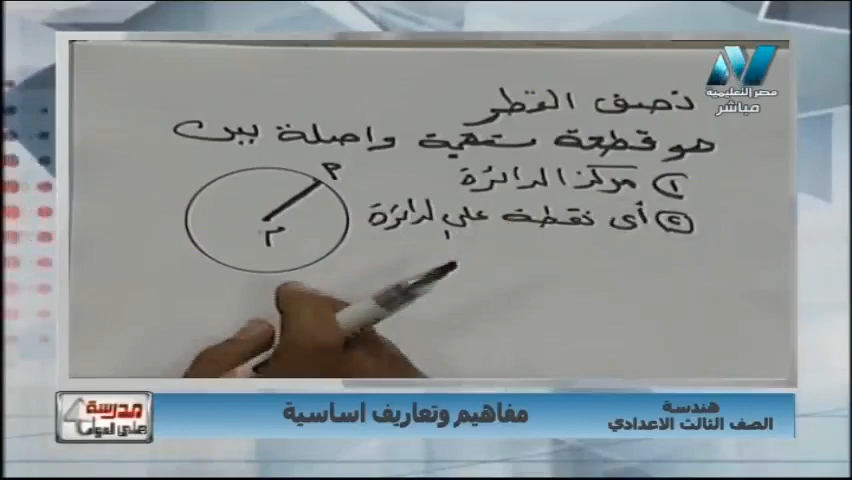 مصر التعليمية
مباشر
نصف القطر
هو قطعة مستقيمة واصلة بين
١) مركز الدائرة
٢) أى نقطة على الدائرة
م
هندسة
الصف الثالث الاعدادي
مفاهيم وتعاريف اساسية
مدرسة
على الهواء